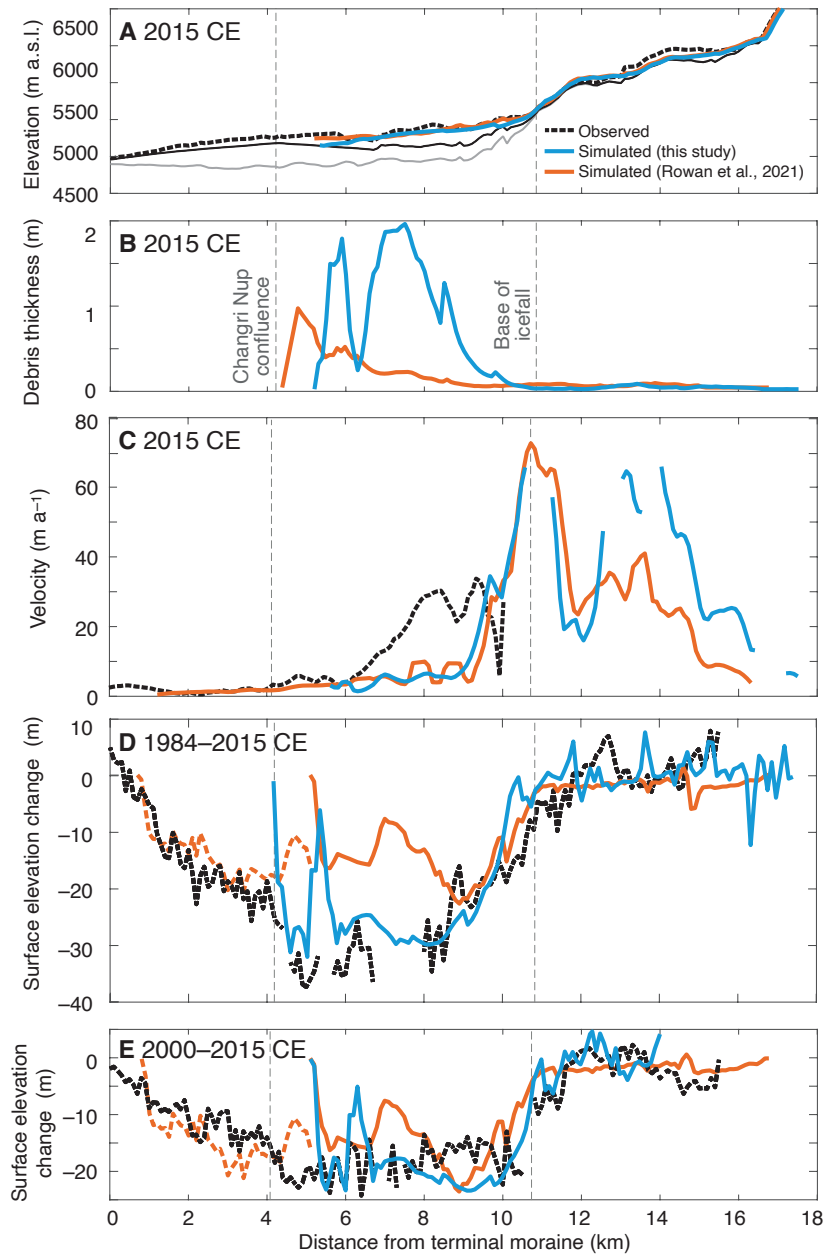 A 2015 CE
Elevation (m a.s.l.)
6500
6000
5500
5000
4500
Observed
Simulated (this study)
Simulated (Rowan et al., 2021)
B 2015 CE
Debris thickness (m)
2
1
0
Changri Nup
confluence
Base of
icefall
C 2015 CE
Velocity (m a⁻¹)
80
60
40
20
0
D 1984–2015 CE
Surface elevation change (m)
10
0
−10
−20
−30
−40
E 2000–2015 CE
Surface elevation
change (m)
0
−10
−20
0 2 4 6 8 10 12 14 16 18
Distance from terminal moraine (km)